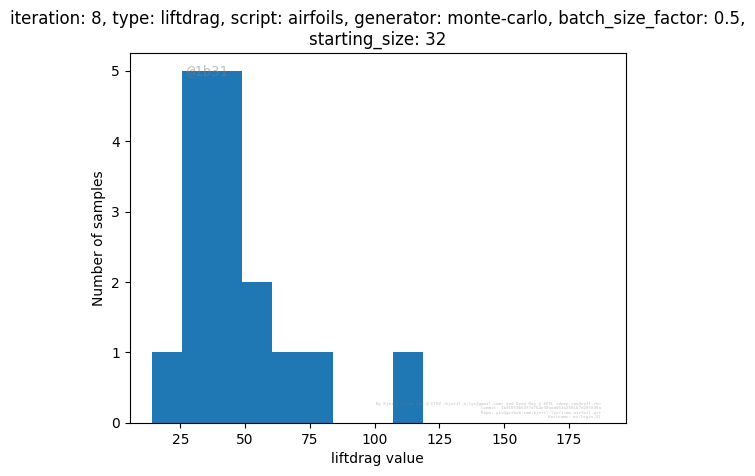 iteration: 8, type: liftdrag, script: airfoils, generator: monte-carlo, batch_size_factor: 0.5,
starting_size: 32
@1b31
5
4
3
2
1
0
Number of samples
25 50 75 100 125 150 175
liftdrag value